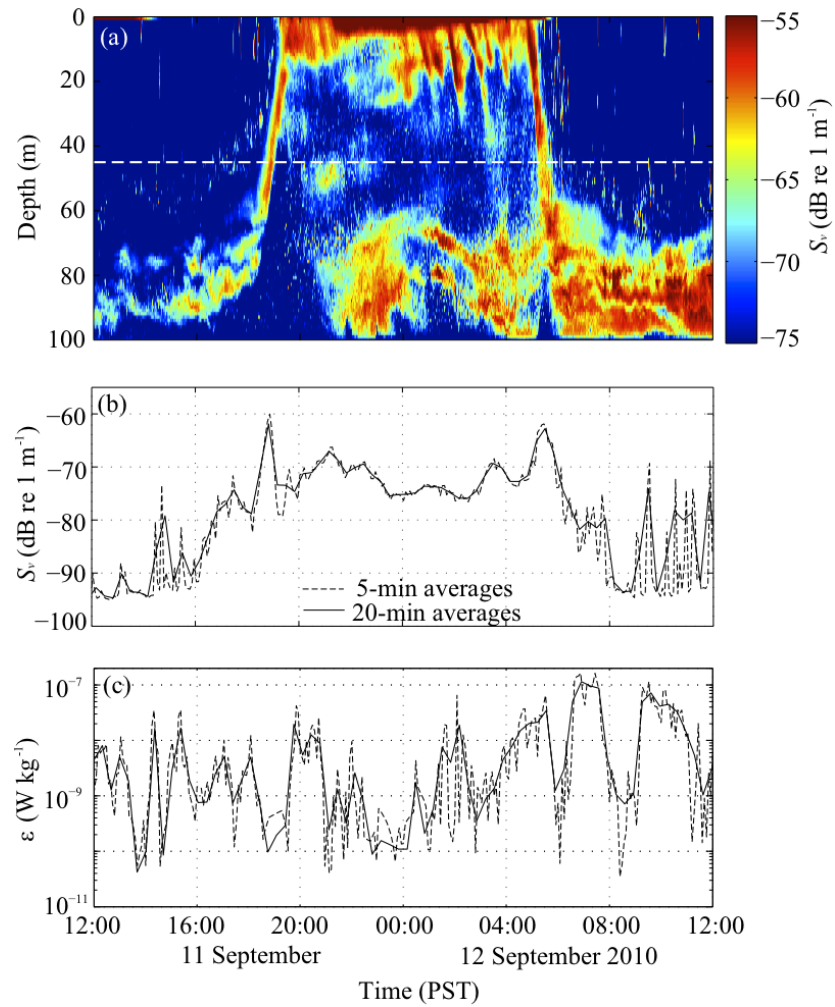 (a)
Depth (m)
0
20
40
60
80
100
−55
−60
−65
−70
−75
Sv (dB re 1 m-1)
(b)
Sv (dB re 1 m-1)
−60
−70
−80
−90
−100
5-min averages
20-min averages
(c)
ε (W kg-1)
10-7
10-9
10-11
12:00
16:00
20:00
00:00
04:00
08:00
12:00
11 September
12 September 2010
Time (PST)